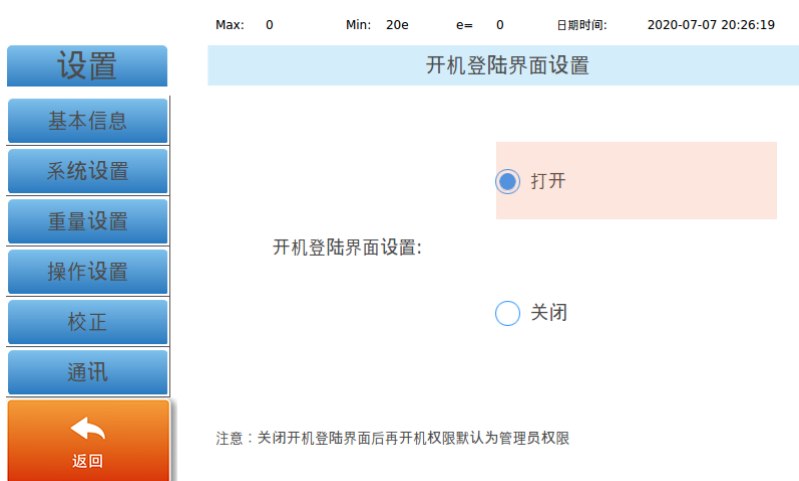 Max: 0 Min: 20e e= 0 日期时间: 2020-07-07 20:26:19
设置
开机登陆界面设置
基本信息
系统设置
重量设置
操作设置
校正
通讯
返回
打开
开机登陆界面设置:
关闭
注意：关闭开机登陆界面后再开机权限默认为管理员权限